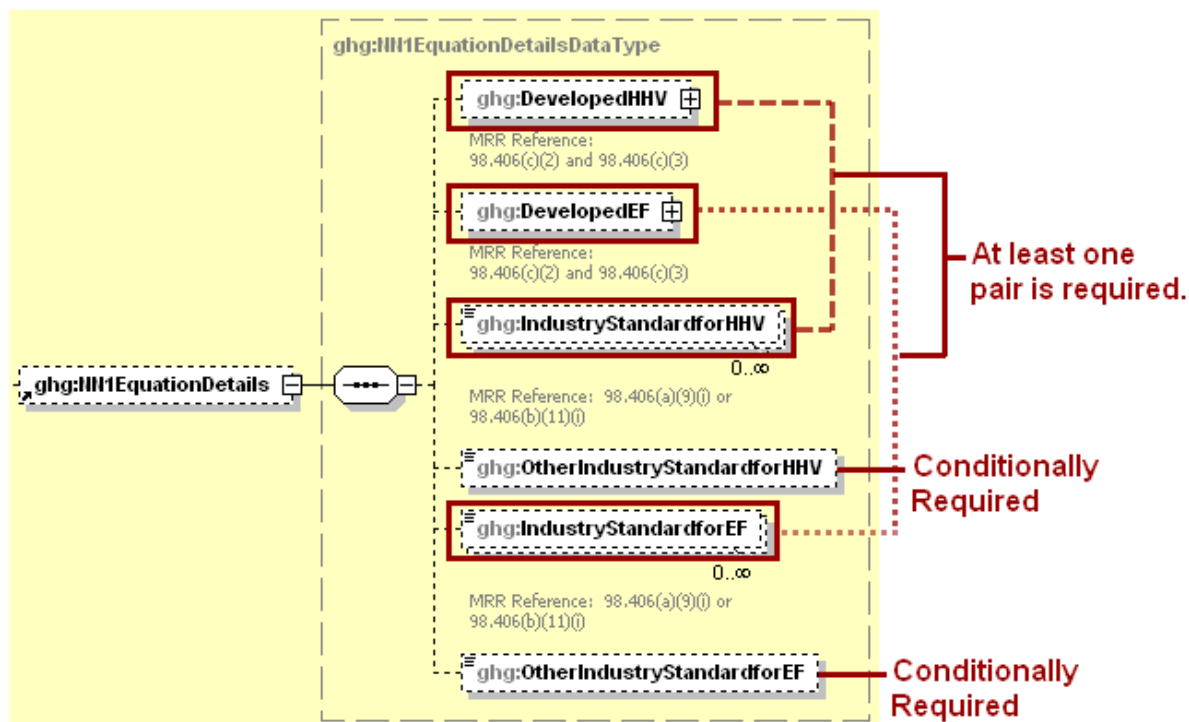 ghg:NN1EquationDetailsDataType
ghg:DevelopedHHV
MRR Reference:
98.406(c)(2) and 98.406(c)(3)
ghg:DevelopedEF
MRR Reference:
98.406(c)(2) and 98.406(c)(3)
At least one
pair is required.
ghg:IndustryStandardforHHV
0..∞
ghg:NN1EquationDetails
MRR Reference: 98.406(a)(9)(i) or
98.406(b)(11)(i)
ghg:OtherIndustryStandardforHHV
Conditionally
Required
ghg:IndustryStandardforEF
0..∞
MRR Reference: 98.406(a)(9)(i) or
98.406(b)(11)(i)
ghg:OtherIndustryStandardforEF
Conditionally
Required